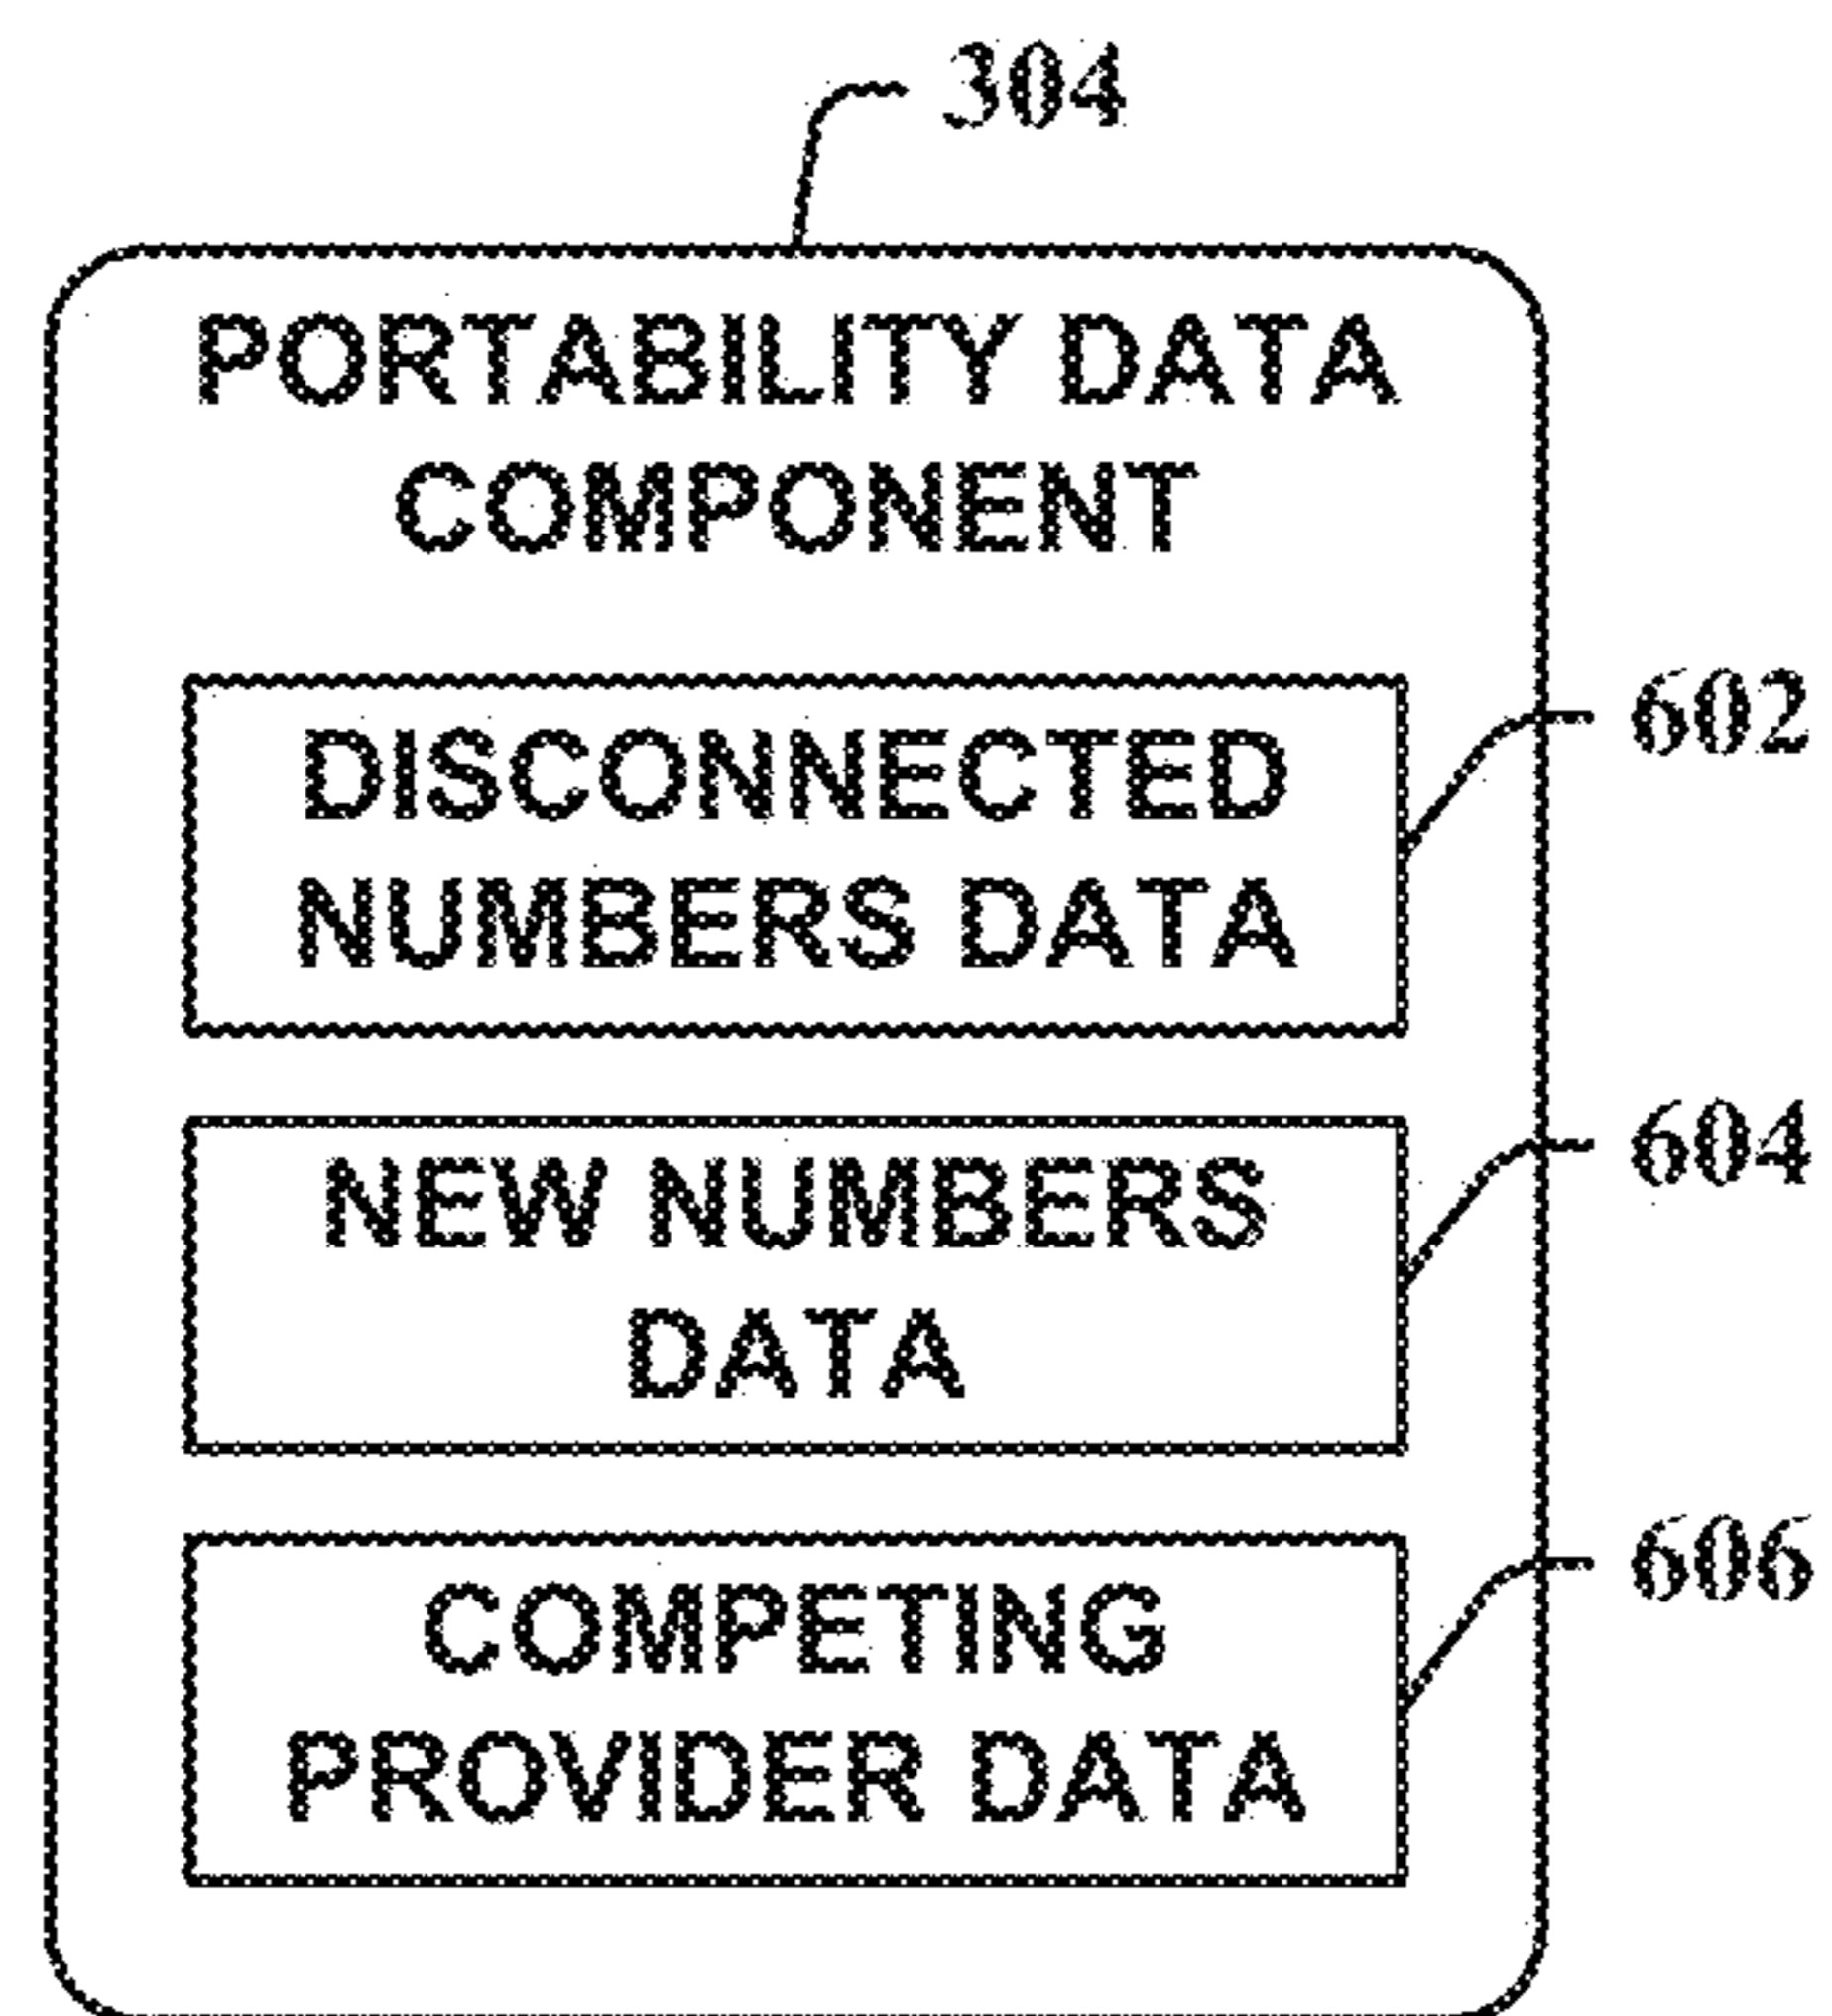 304
PORTABILITY DATA
COMPONENT
602
DISCONNECTED
NUMBERS DATA
604
NEW NUMBERS
DATA
606
COMPETING
PROVIDER DATA